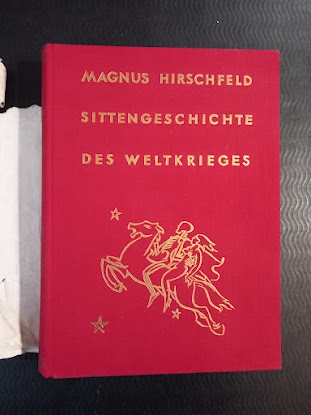 MAGNUS HIRSCHFELD
SITTENGESCHICHTE
DES WELTKRIEGES